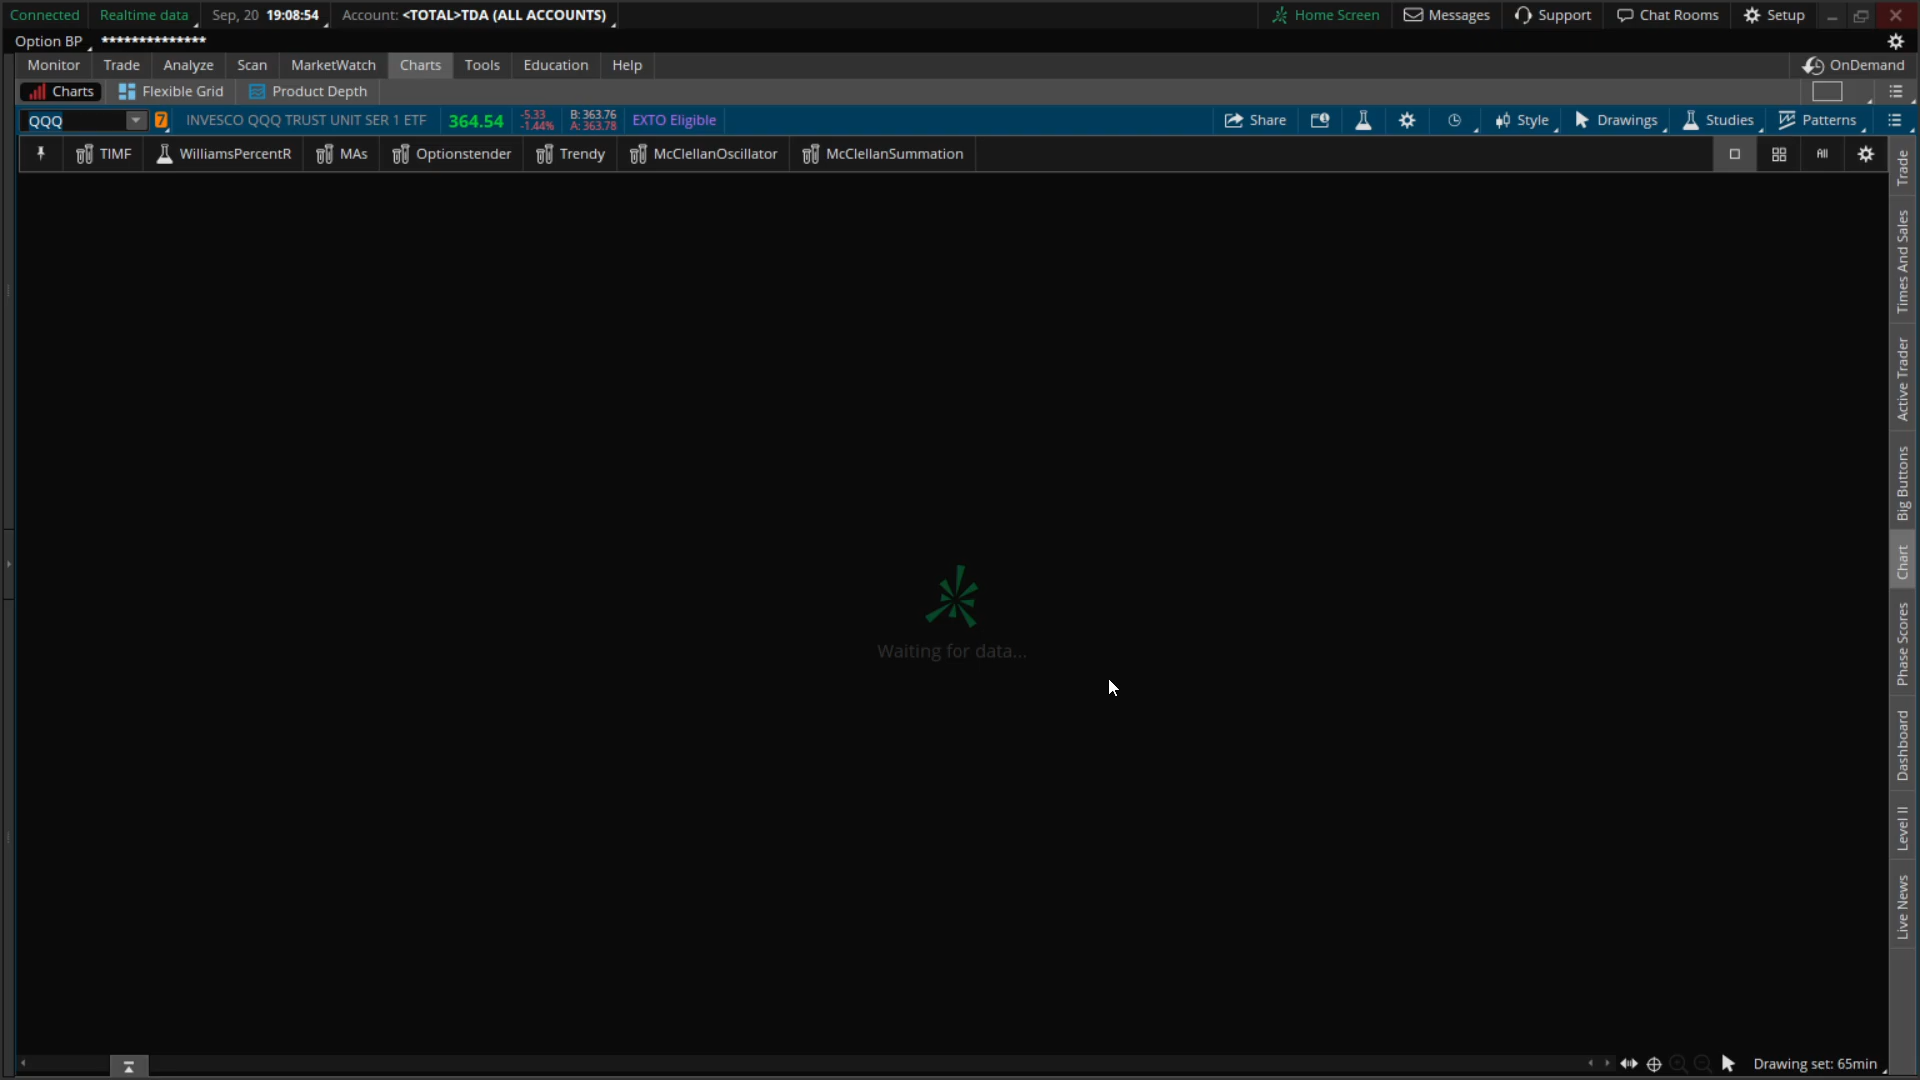 Connected Realtime data Sep, 20 19:08:54 Account: <TOTAL>TDA (ALL ACCOUNTS) Home Screen Messages Support Chat Rooms Setup
Option BP **************
Monitor Trade Analyze Scan MarketWatch Charts Tools Education Help OnDemand
Charts Flexible Grid Product Depth
QQQ 7 INVESCO QQQ TRUST UNIT SER 1 ETF 364.54 -5.33 B: 363.76 EXTO Eligible Share Style Drawings Studies Patterns
-1.44% A: 363.78
TIMF WilliamsPercentR MAs Optionstender Trendy McClellanOscillator McClellanSummation All
Trade
Times And Sales
Active Trader
Big Buttons
Chart
Phase Scores
Dashboard
Level II
Live News
Waiting for data...
Drawing set: 65min